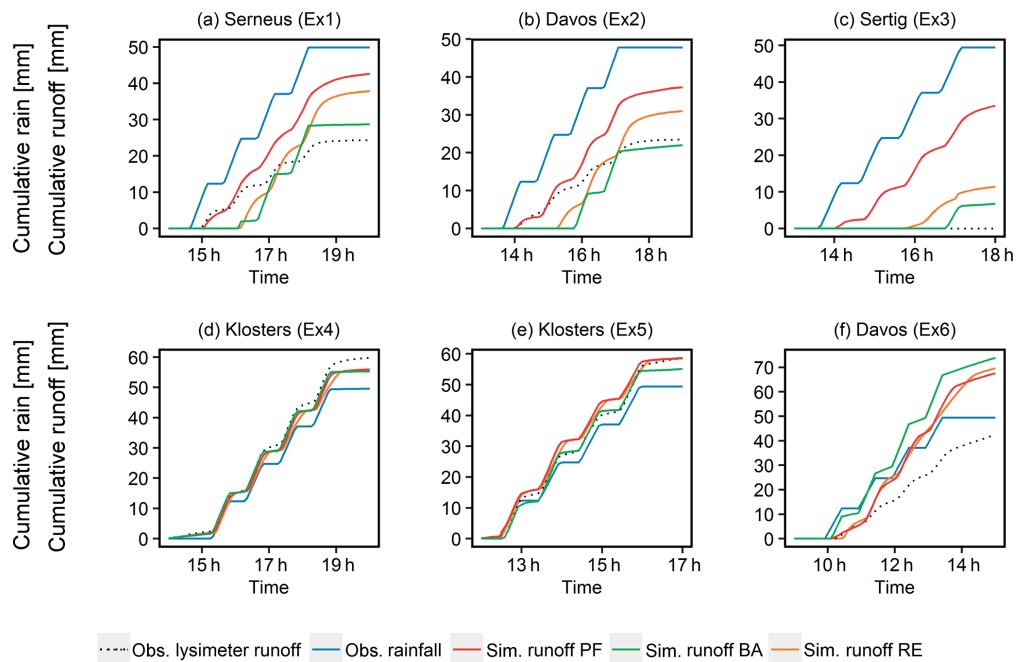 (a) Serneus (Ex1) (b) Davos (Ex2) (c) Sertig (Ex3)
Cumulative rain [mm]
Cumulative runoff [mm]
50
40
30
20
10
0
15 h 17 h 19 h
Time
50
40
30
20
10
0
14 h 16 h 18 h
Time
50
40
30
20
10
0
14 h 16 h 18 h
Time
(d) Klosters (Ex4) (e) Klosters (Ex5) (f) Davos (Ex6)
Cumulative rain [mm]
Cumulative runoff [mm]
60
50
40
30
20
10
0
15 h 17 h 19 h
Time
60
50
40
30
20
10
0
13 h 15 h 17 h
Time
70
60
50
40
30
20
10
0
10 h 12 h 14 h
Time
Obs. lysimeter runoff Obs. rainfall Sim. runoff PF Sim. runoff BA Sim. runoff RE